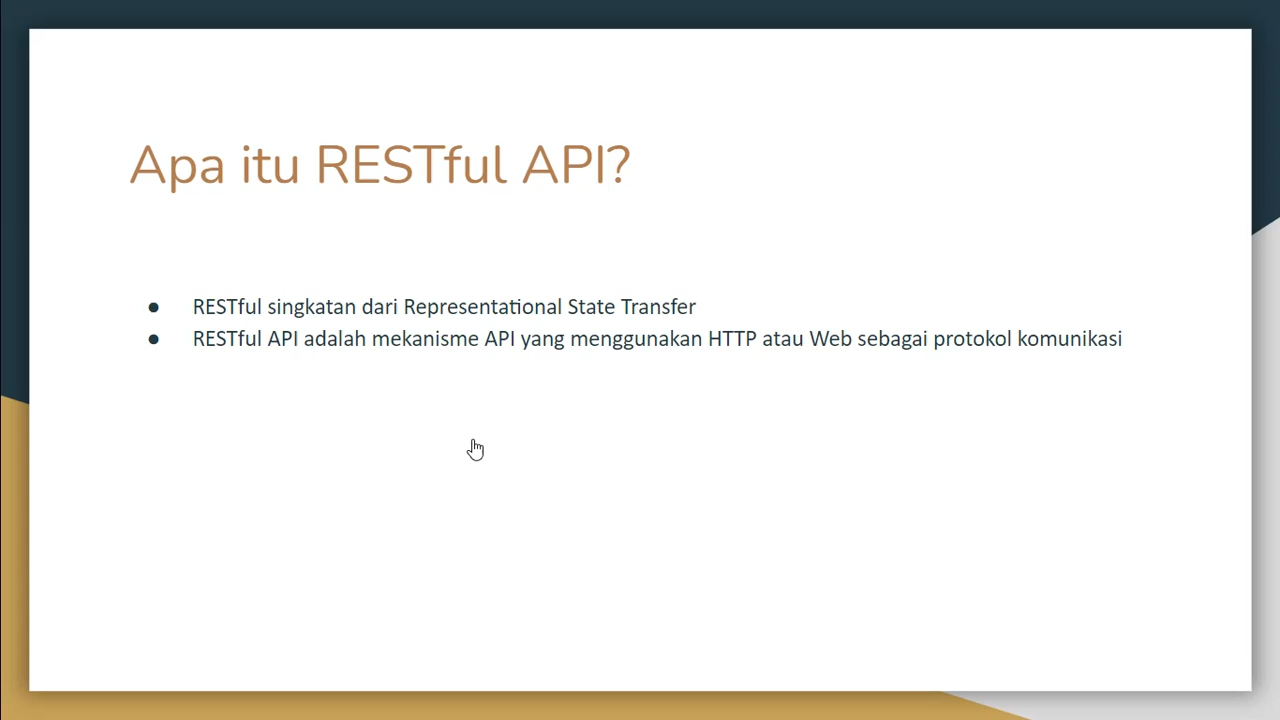 Apa itu RESTful API?
● RESTful singkatan dari Representational State Transfer
● RESTful API adalah mekanisme API yang menggunakan HTTP atau Web sebagai protokol komunikasi